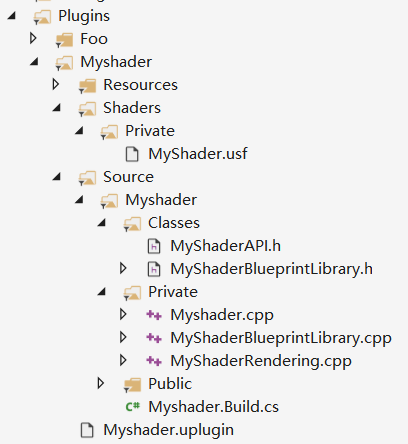 Plugins
Foo
Myshader
Resources
Shaders
Private
MyShader.usf
Source
Myshader
Classes
MyShaderAPI.h
MyShaderBlueprintLibrary.h
Private
Myshader.cpp
MyShaderBlueprintLibrary.cpp
MyShaderRendering.cpp
Public
C# Myshader.Build.cs
Myshader.uplugin